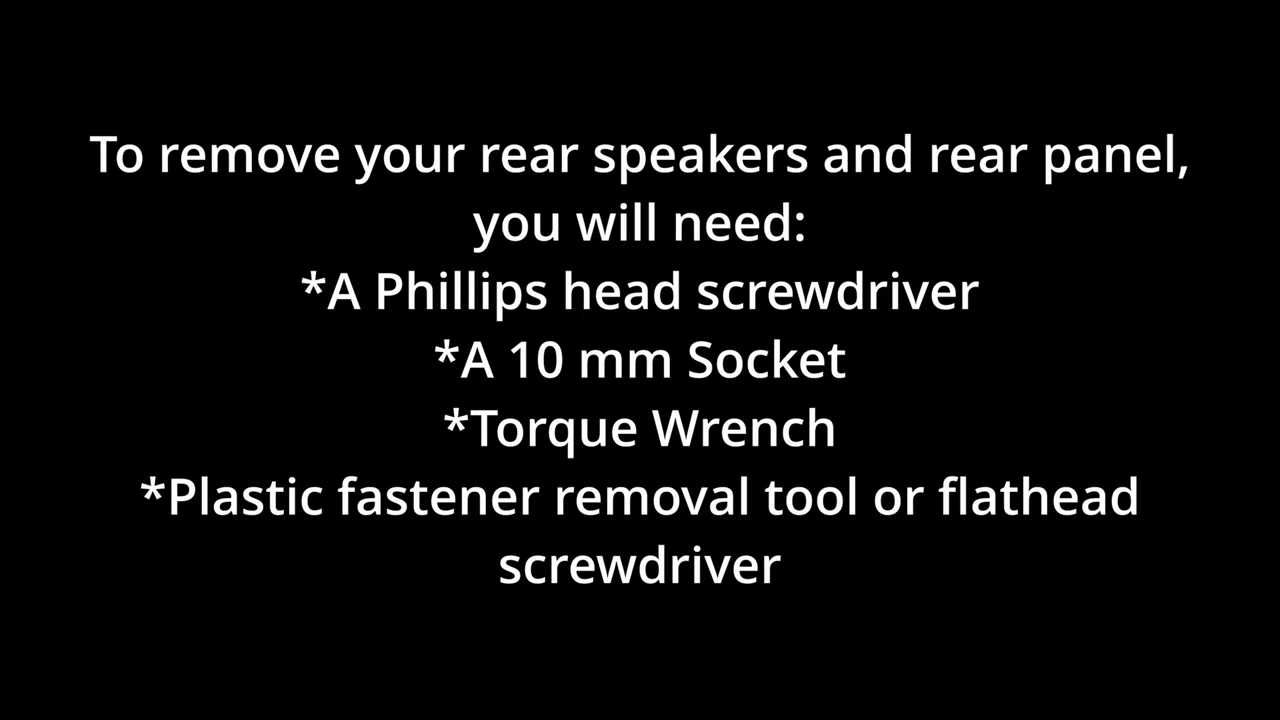 To remove your rear speakers and rear panel,
you will need:
*A Phillips head screwdriver
*A 10 mm Socket
*Torque Wrench
*Plastic fastener removal tool or flathead
screwdriver